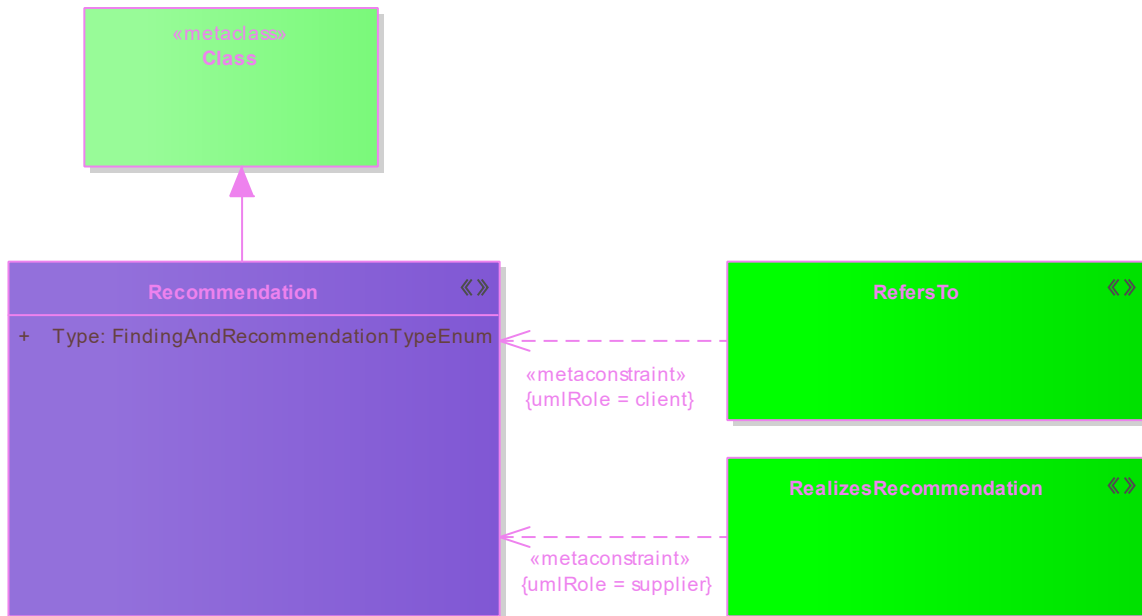 «metaclass»
Class
Recommendation «»
+ Type: FindingAndRecommendationTypeEnum
RefersTo «»
«metaconstraint»
{umlRole = client}
RealizesRecommendation «»
«metaconstraint»
{umlRole = supplier}